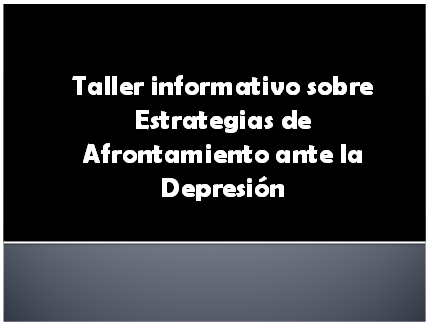 Taller informativo sobre
Estrategias de
Afrontamiento ante la
Depresión